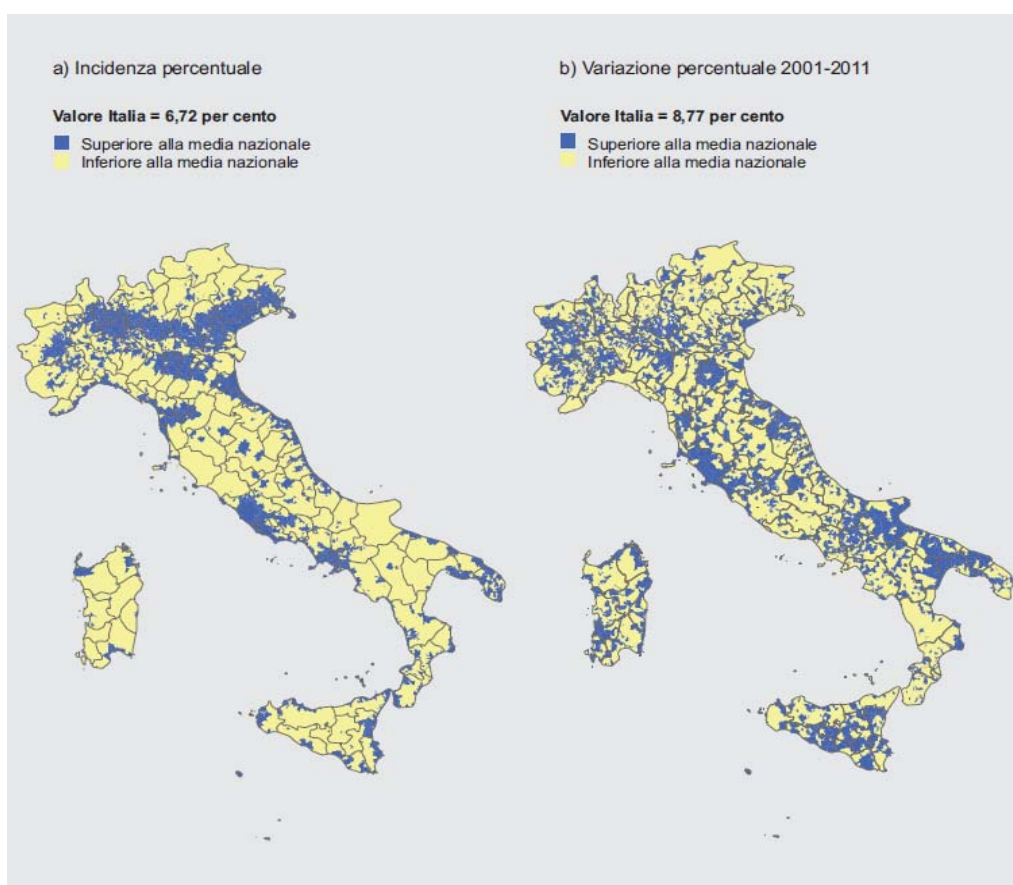 a) Incidenza percentuale
Valore Italia = 6,72 per cento
Superiore alla media nazionale
Inferiore alla media nazionale
b) Variazione percentuale 2001-2011
Valore Italia = 8,77 per cento
Superiore alla media nazionale
Inferiore alla media nazionale